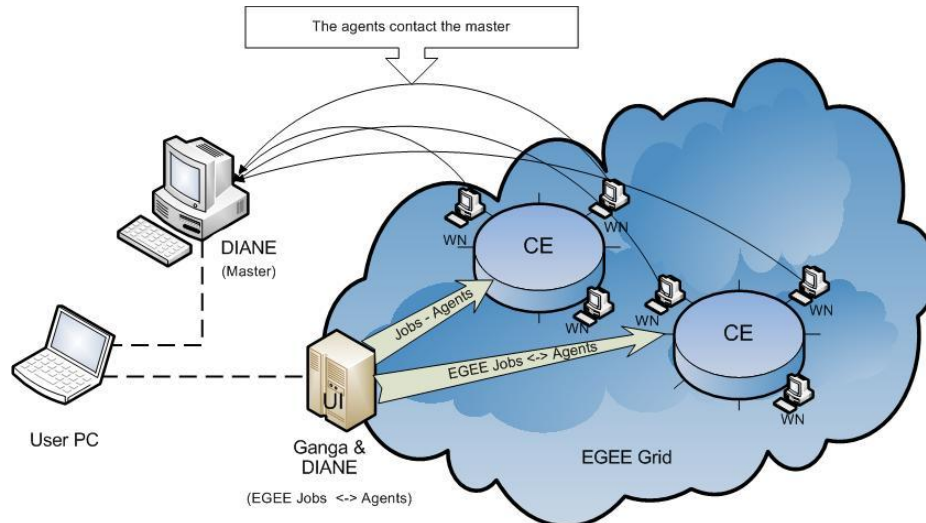 The agents contact the master
DIANE
(Master)
User PC
UI
Ganga &
DIANE
(EGEE Jobs <-> Agents)
Jobs - Agents
EGEE Jobs <-> Agents
CE
WN
WN
WN
CE
WN
WN
WN
EGEE Grid